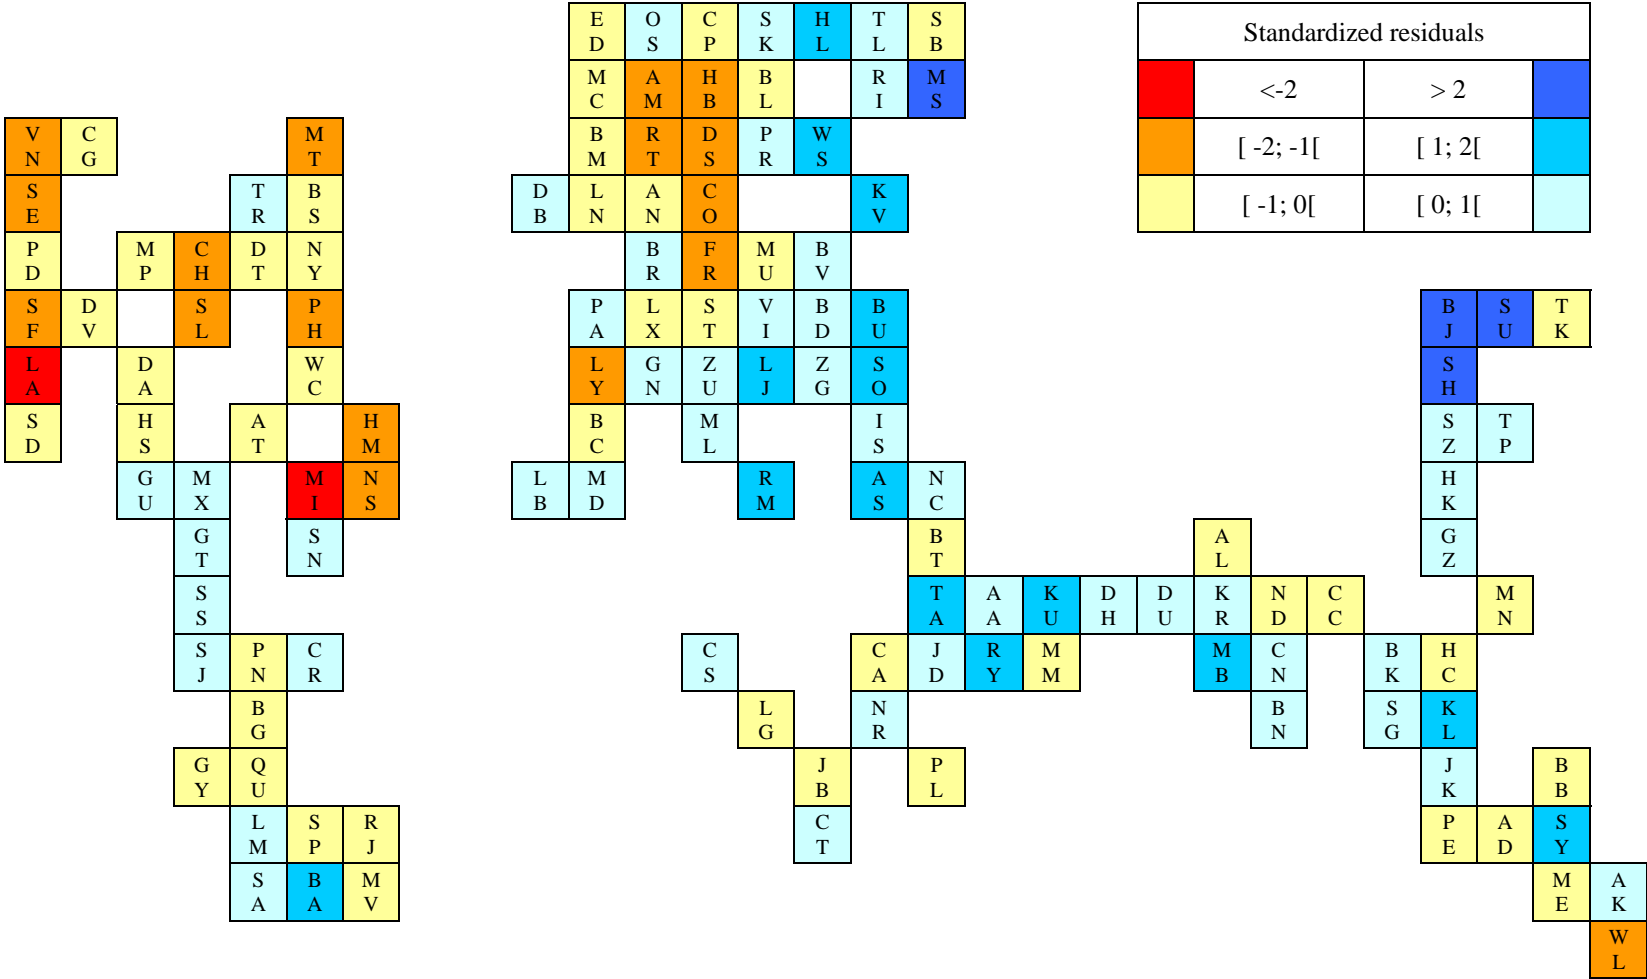 ED OS CP SK HL TL SB
Standardized residuals
MC AM HB BL RI MS
<-2 > 2
VN CG MT BM RT DS PR WS
[ -2; -1[ [ 1; 2[
SE TR BS DB LN AN CO KV
[ -1; 0[ [ 0; 1[
PD MP CH DT NY BR FR MU BV
SF DV SL PH PA LX ST VI BD BU BJ SU TK
LA DA WC LY GN ZU LJ ZG SO SH
SD HS AT HM BC ML IS SZ TP
GU MX MI NS LB MD RM AS NC HK
GT SN BT AL GZ
SS TA AA KU DH DU KR ND CC MN
SJ PN CR CS CA JD RY MM MB CN BK HC
BG LG NR BN SG KL
GY QU JB PL JK BB
LM SP RJ CT PE AD SY
SA BA MV ME AK
WL